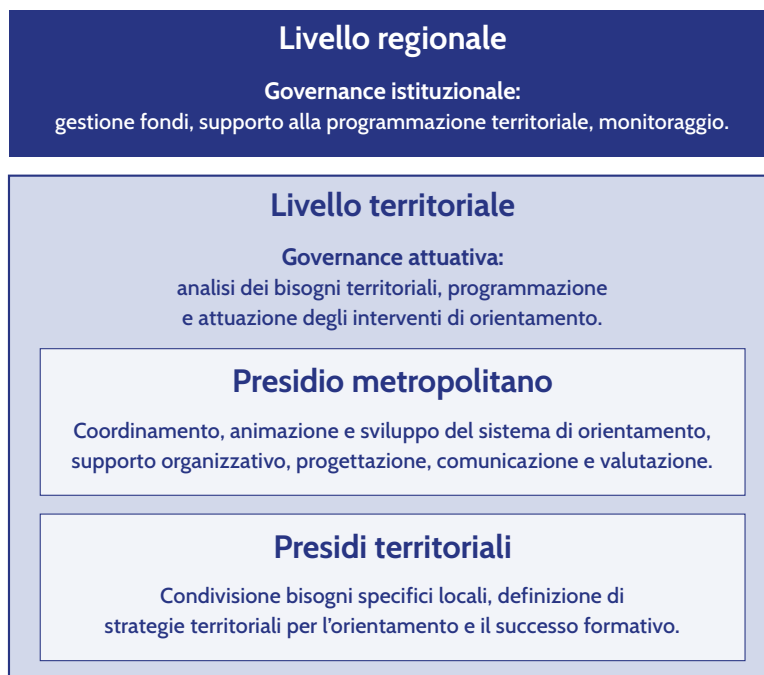 Livello regionale
Governance istituzionale:
gestione fondi, supporto alla programmazione territoriale, monitoraggio.
Livello territoriale
Governance attuativa:
analisi dei bisogni territoriali, programmazione
e attuazione degli interventi di orientamento.
Presidio metropolitano
Coordinamento, animazione e sviluppo del sistema di orientamento,
supporto organizzativo, progettazione, comunicazione e valutazione.
Presidi territoriali
Condivisione bisogni specifici locali, definizione di
strategie territoriali per l'orientamento e il successo formativo.